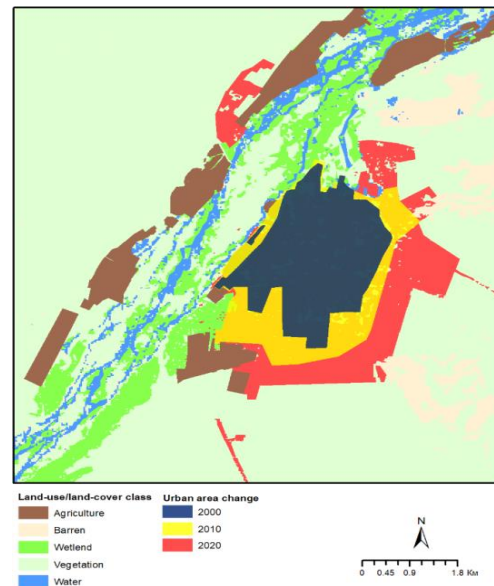 Land-use/land-cover class
Agriculture
Barren
Wetlend
Vegetation
Water
Urban area change
2000
2010
2020
N
0 0.45 0.9 1.8 Км